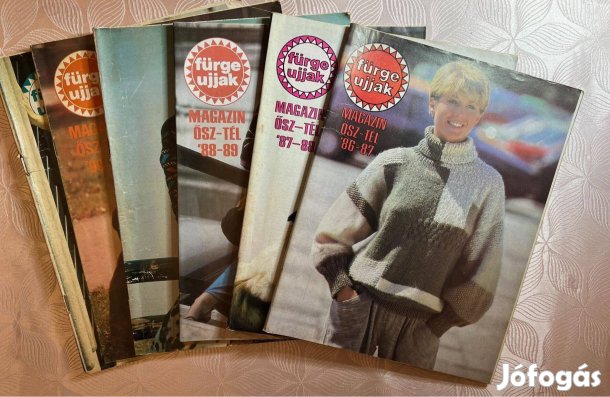 fürge
ujjak
MAGAZIN
ŐSZ-TÉL
fürge
ujjak
MAGAZIN
ŐSZ-TÉL
'88-89
fürge
ujjak
MAGAZIN
ŐSZ-TÉL
'87-88
fürge
ujjak
MAGAZIN
ŐSZ-TÉL
'86-87
Jófogás